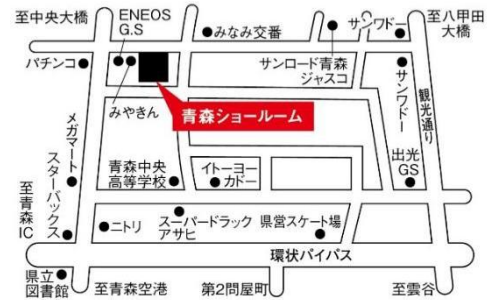 至中央大橋
ENEOS
G.S
みなみ交番
サンワドー
至八甲田
大橋
パチンコ
みやきん
サンロード青森
ジャスコ
サンワドー
観光通り
青森ショールーム
メガマート
スターバックス
至青森
IC
青森中央
高等学校
イトーヨー
カドー
出光
GS
ニトリ
スーパードラック
アサヒ
県営スケート場
環状バイパス
県立
図書館
至青森空港
第2問屋町
至雲谷